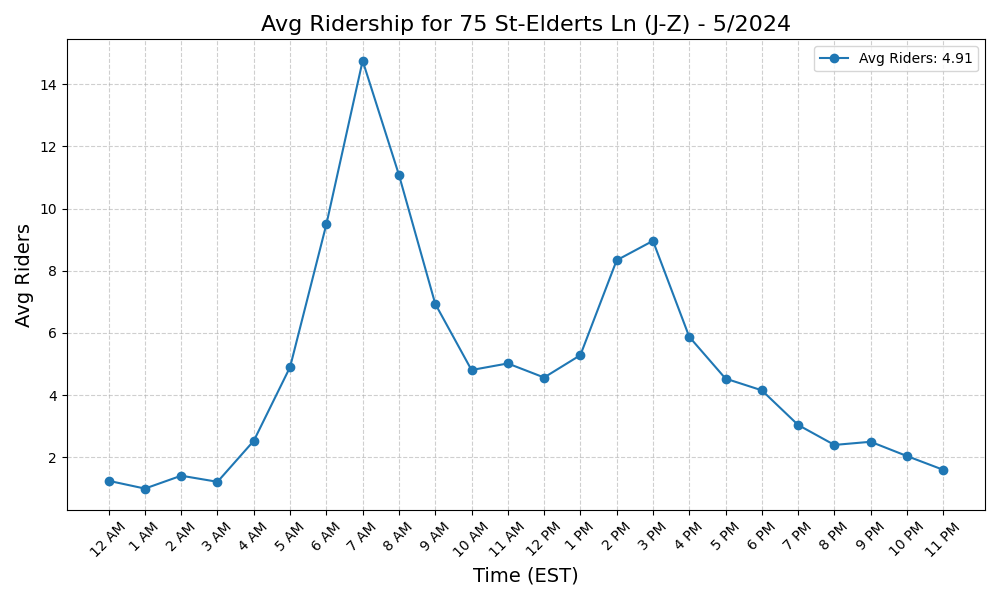 Avg Ridership for 75 St-Elderts Ln (J-Z) - 5/2024
Avg Riders: 4.91
Avg Riders
14
12
10
8
6
4
2
12 AM
1 AM
2 AM
3 AM
4 AM
5 AM
6 AM
7 AM
8 AM
9 AM
10 AM
11 AM
12 PM
1 PM
2 PM
3 PM
4 PM
5 PM
6 PM
7 PM
8 PM
9 PM
10 PM
11 PM
Time (EST)